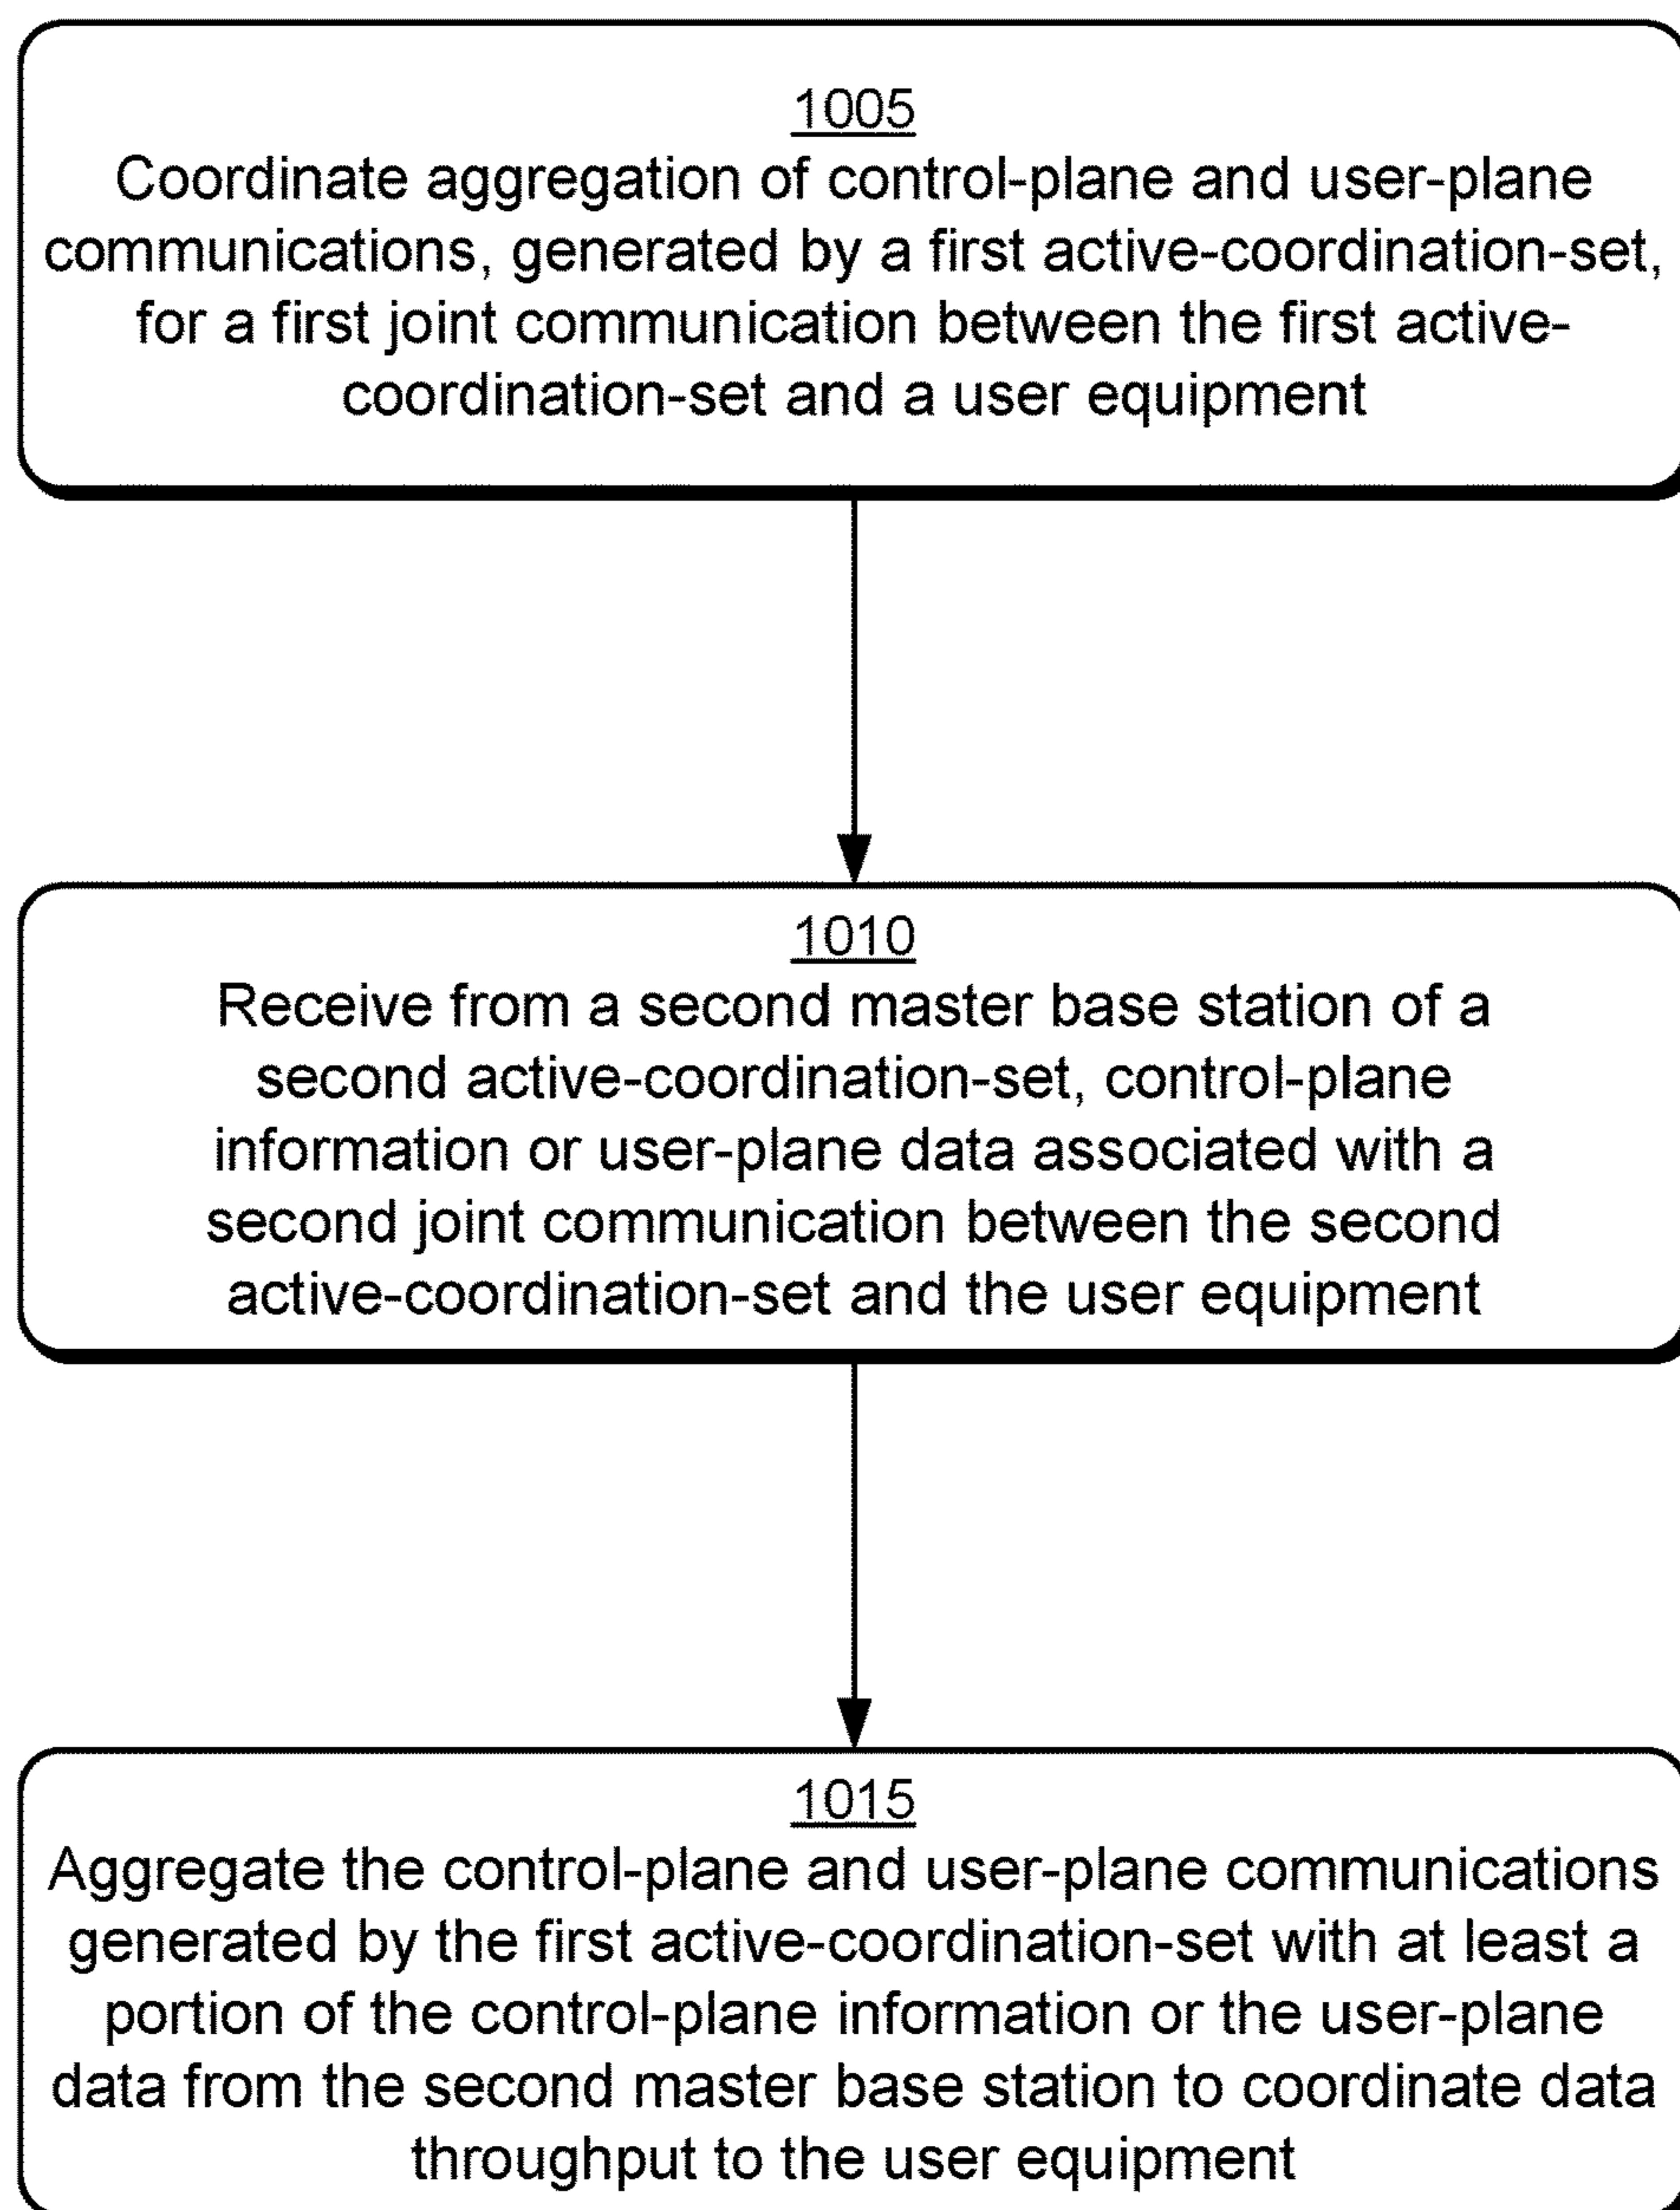 1005
Coordinate aggregation of control-plane and user-plane
communications, generated by a first active-coordination-set,
for a first joint communication between the first active-
coordination-set and a user equipment
1010
Receive from a second master base station of a
second active-coordination-set, control-plane
information or user-plane data associated with a
second joint communication between the second
active-coordination-set and the user equipment
1015
Aggregate the control-plane and user-plane communications
generated by the first active-coordination-set with at least a
portion of the control-plane information or the user-plane
data from the second master base station to coordinate data
throughput to the user equipment